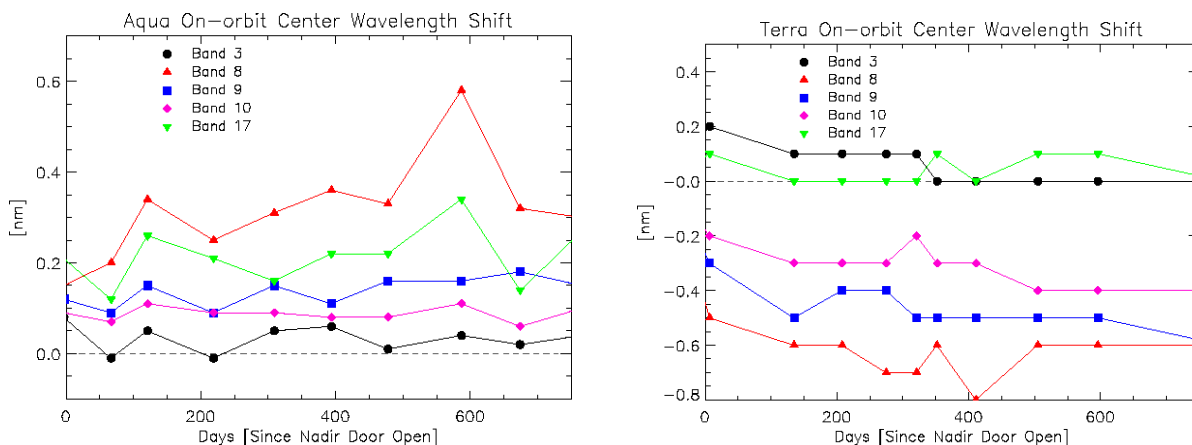 Aqua On-orbit Center Wavelength Shift
Band 3
Band 8
Band 9
Band 10
Band 17
[nm]
0.6
0.4
0.2
0.0
0
200
400
600
Days [Since Nadir Door Open]
Terra On-orbit Center Wavelength Shift
Band 3
Band 8
Band 9
Band 10
Band 17
[nm]
0.4
0.2
-0.0
-0.2
-0.4
-0.6
-0.8
0
200
400
600
Days [Since Nadir Door Open]